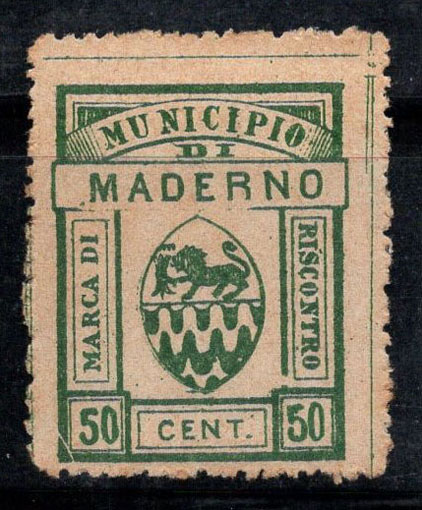 MUNICIPIO
DI
MADERNO
MARCA DI
RISCONTRO
50
CENT.
50